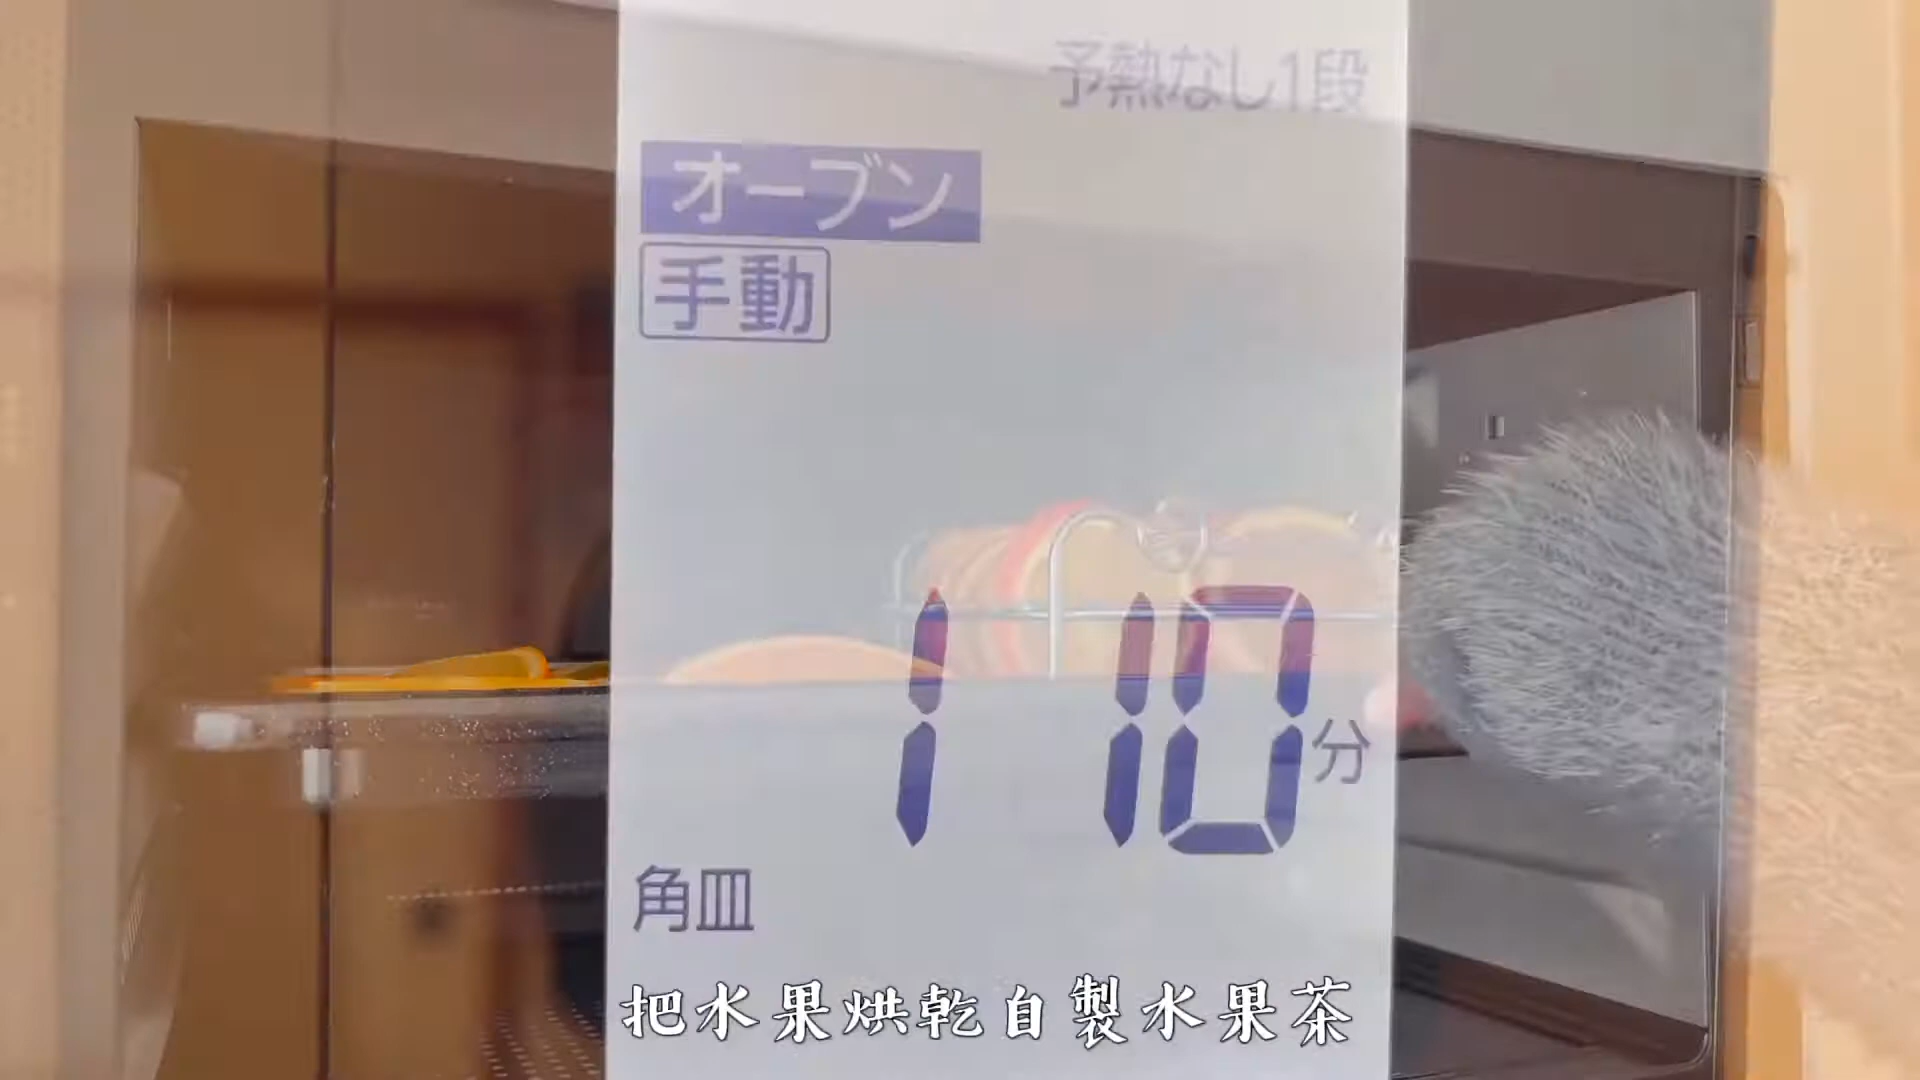 予熱なし1段
オーブン
手動
1 10分
角皿
把水果烘乾自製水果茶